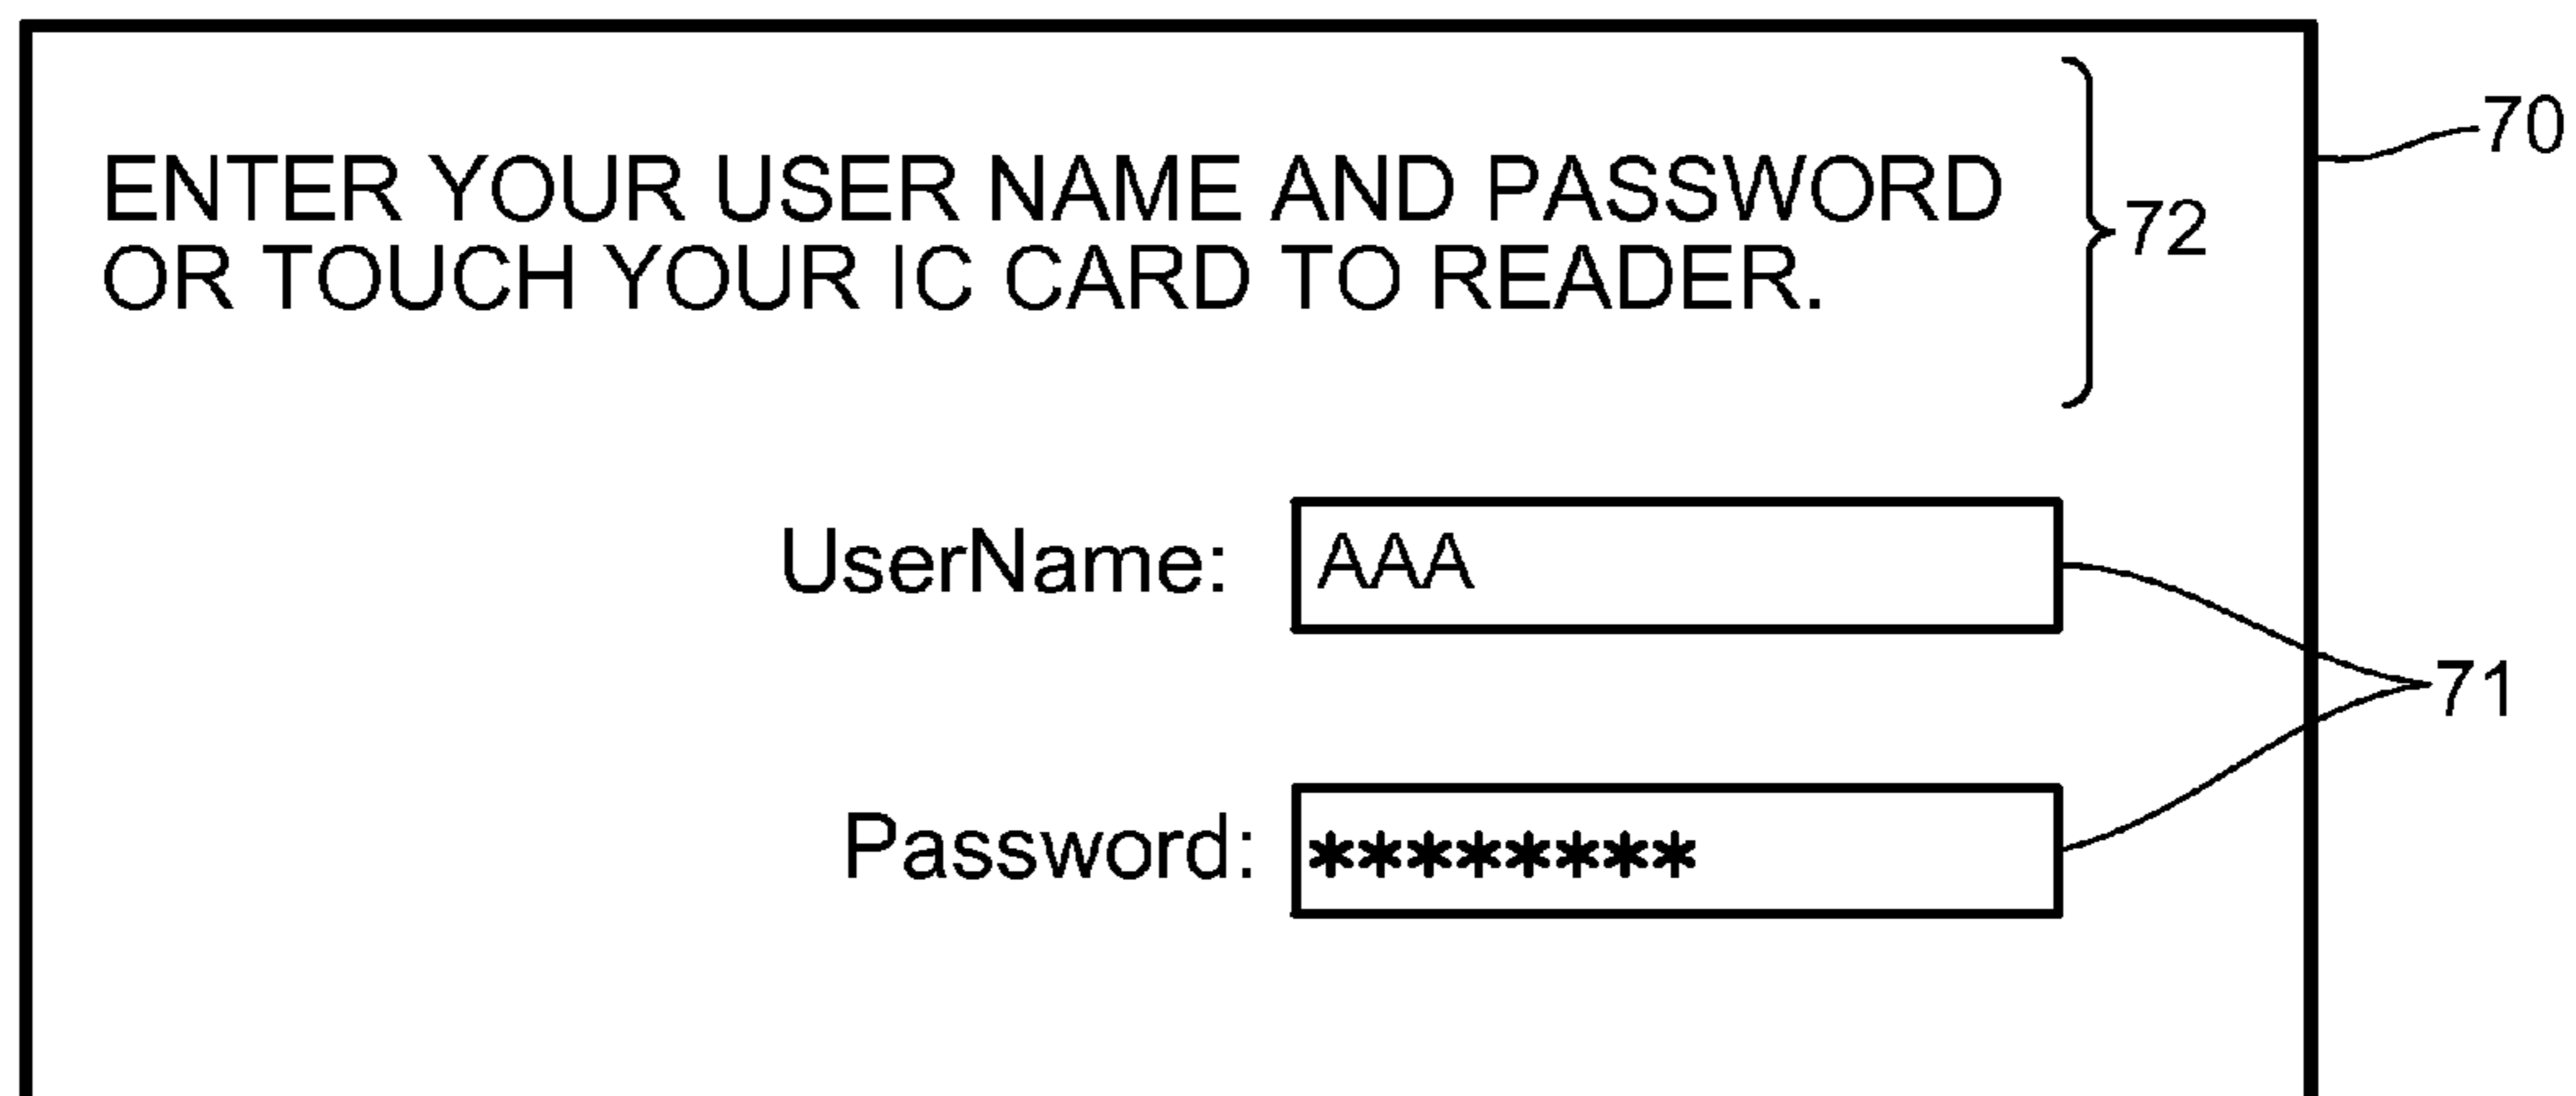 70
ENTER YOUR USER NAME AND PASSWORD
OR TOUCH YOUR IC CARD TO READER.
72
UserName: AAA
71
Password: ********